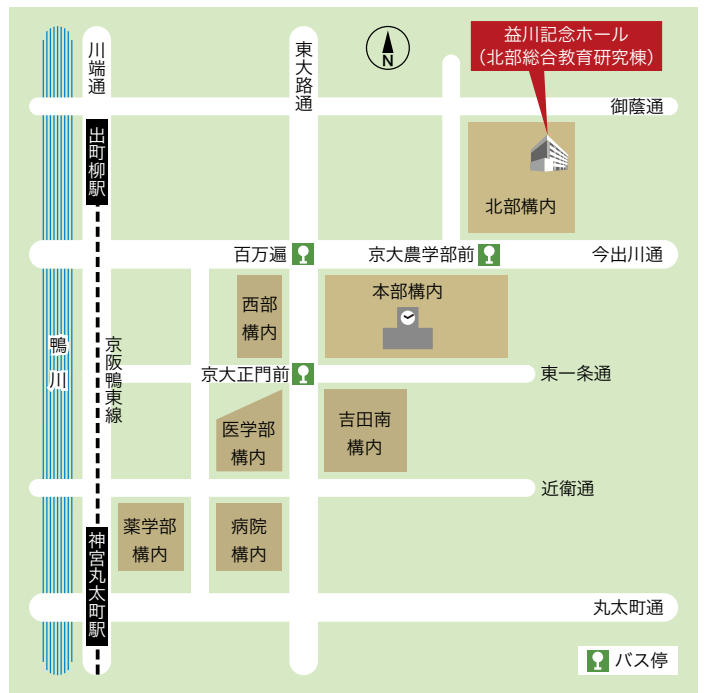 益川記念ホール
（北部総合教育研究棟）
川端通
東大路通
N
御蔭通
出町柳駅
北部構内
百万遍
京大農学部前
今出川通
西部
構内
本部構内
鴨川
京阪鴨東線
京大正門前
東一条通
医学部
構内
吉田南
構内
近衛通
薬学部
構内
病院
構内
神宮丸太町駅
丸太町通
バス停